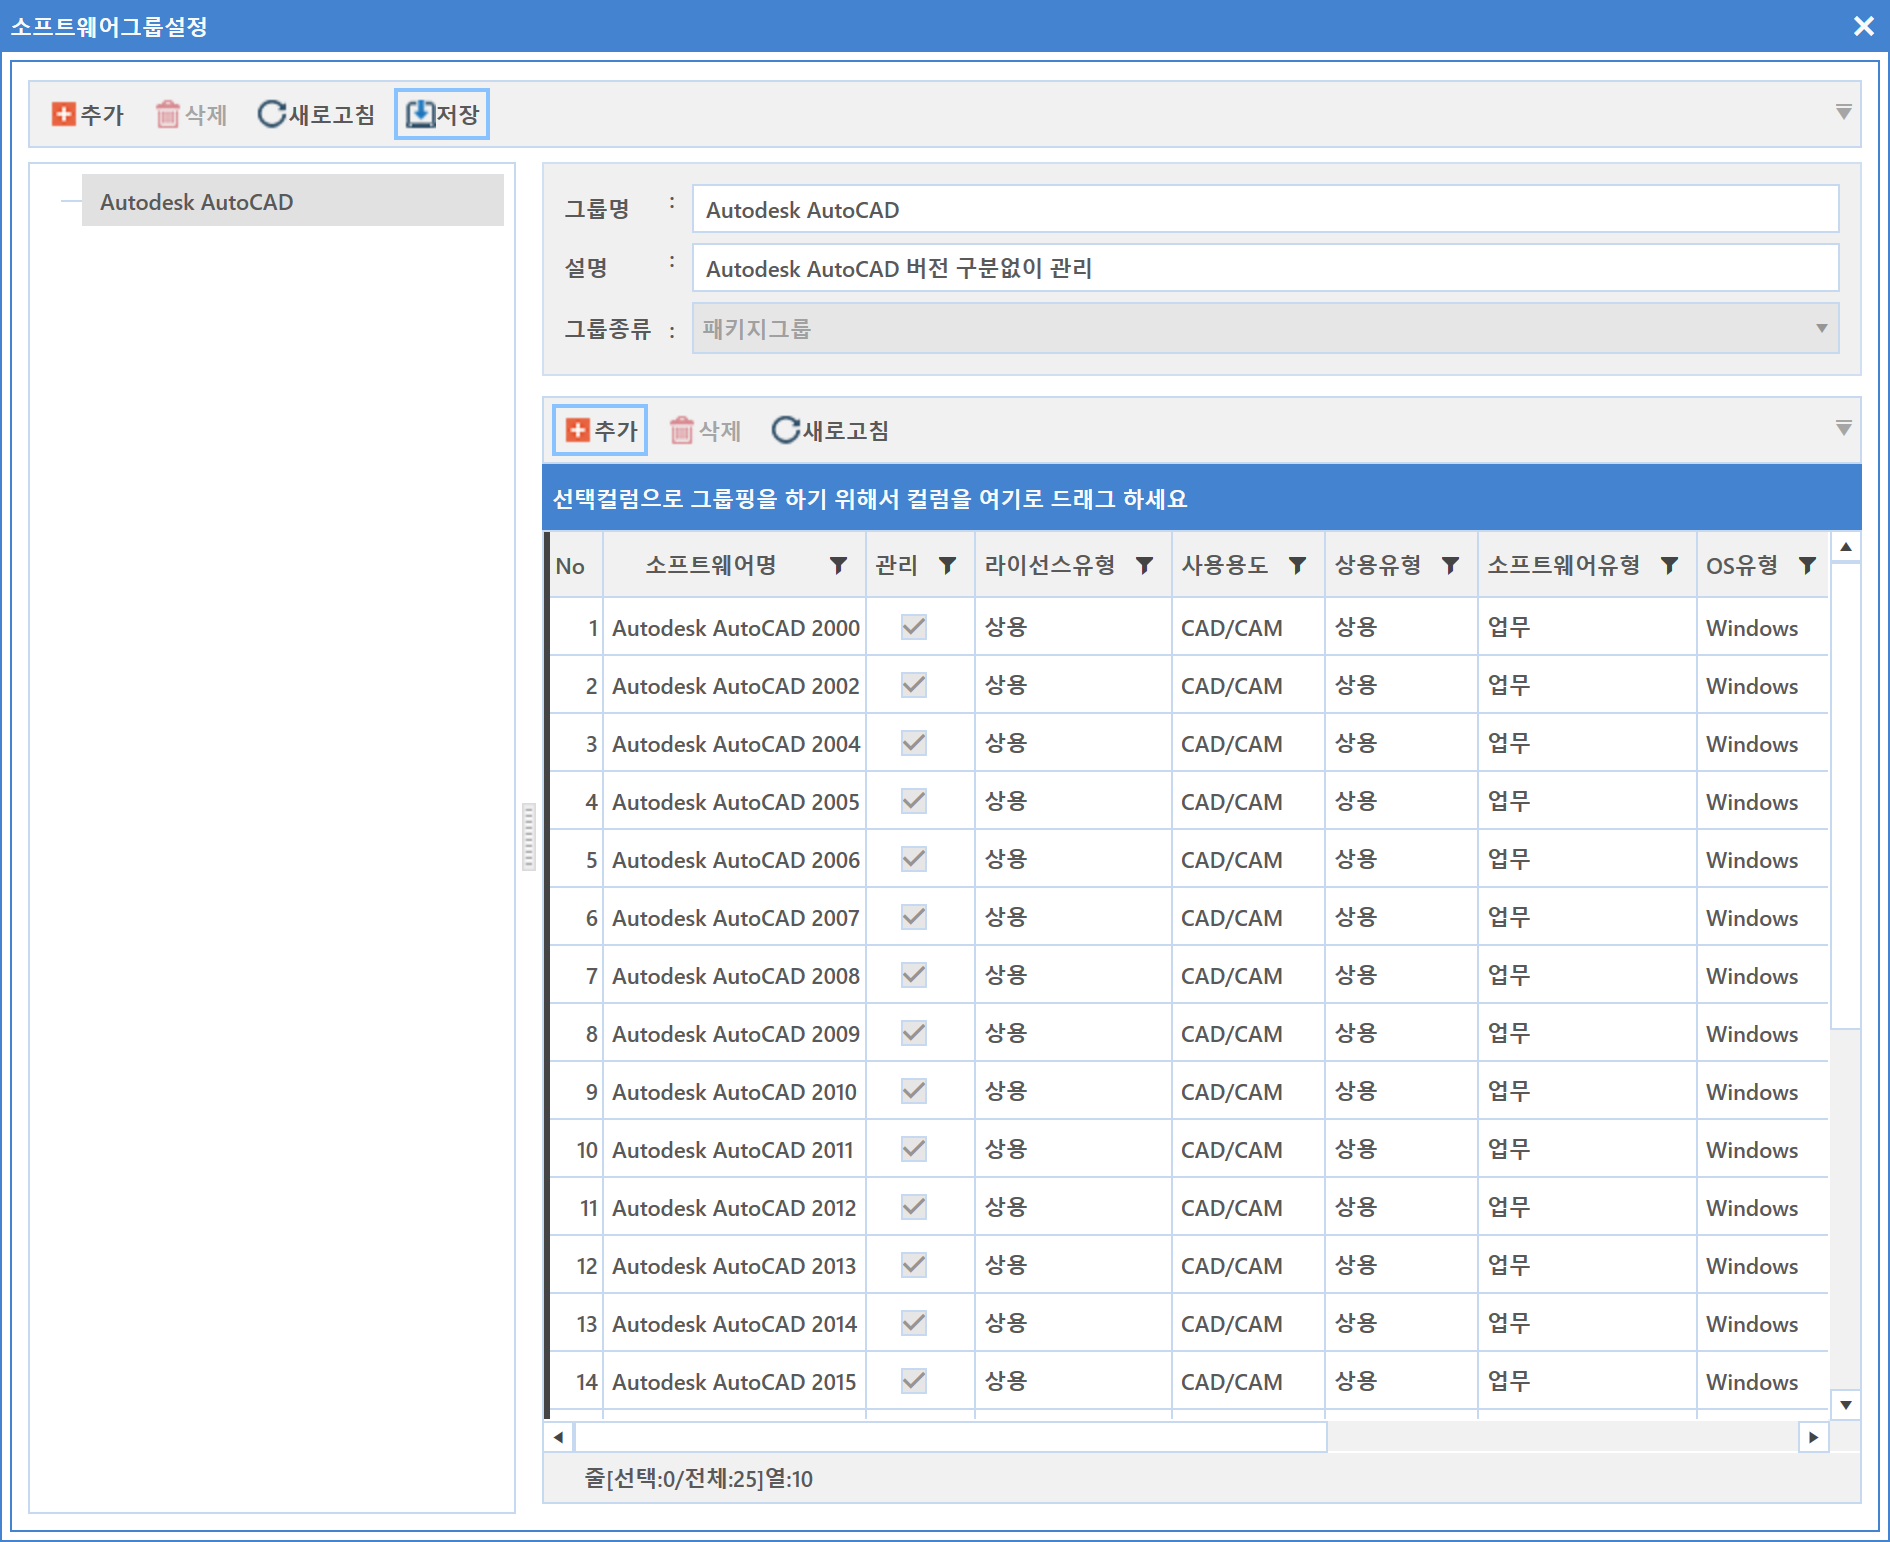 소프트웨어그룹설정
추가 삭제 새로고침 저장
Autodesk AutoCAD
그룹명 : Autodesk AutoCAD
설명 : Autodesk AutoCAD 버전 구분없이 관리
그룹종류 : 패키지그룹
추가 삭제 새로고침
선택컬럼으로 그룹핑을 하기 위해서 컬럼을 여기로 드래그 하세요
No 소프트웨어명 관리 라이선스유형 사용용도 상용유형 소프트웨어유형 OS유형
1 Autodesk AutoCAD 2000 상용 CAD/CAM 상용 업무 Windows
2 Autodesk AutoCAD 2002 상용 CAD/CAM 상용 업무 Windows
3 Autodesk AutoCAD 2004 상용 CAD/CAM 상용 업무 Windows
4 Autodesk AutoCAD 2005 상용 CAD/CAM 상용 업무 Windows
5 Autodesk AutoCAD 2006 상용 CAD/CAM 상용 업무 Windows
6 Autodesk AutoCAD 2007 상용 CAD/CAM 상용 업무 Windows
7 Autodesk AutoCAD 2008 상용 CAD/CAM 상용 업무 Windows
8 Autodesk AutoCAD 2009 상용 CAD/CAM 상용 업무 Windows
9 Autodesk AutoCAD 2010 상용 CAD/CAM 상용 업무 Windows
10 Autodesk AutoCAD 2011 상용 CAD/CAM 상용 업무 Windows
11 Autodesk AutoCAD 2012 상용 CAD/CAM 상용 업무 Windows
12 Autodesk AutoCAD 2013 상용 CAD/CAM 상용 업무 Windows
13 Autodesk AutoCAD 2014 상용 CAD/CAM 상용 업무 Windows
14 Autodesk AutoCAD 2015 상용 CAD/CAM 상용 업무 Windows
줄[선택:0/전체:25]열:10